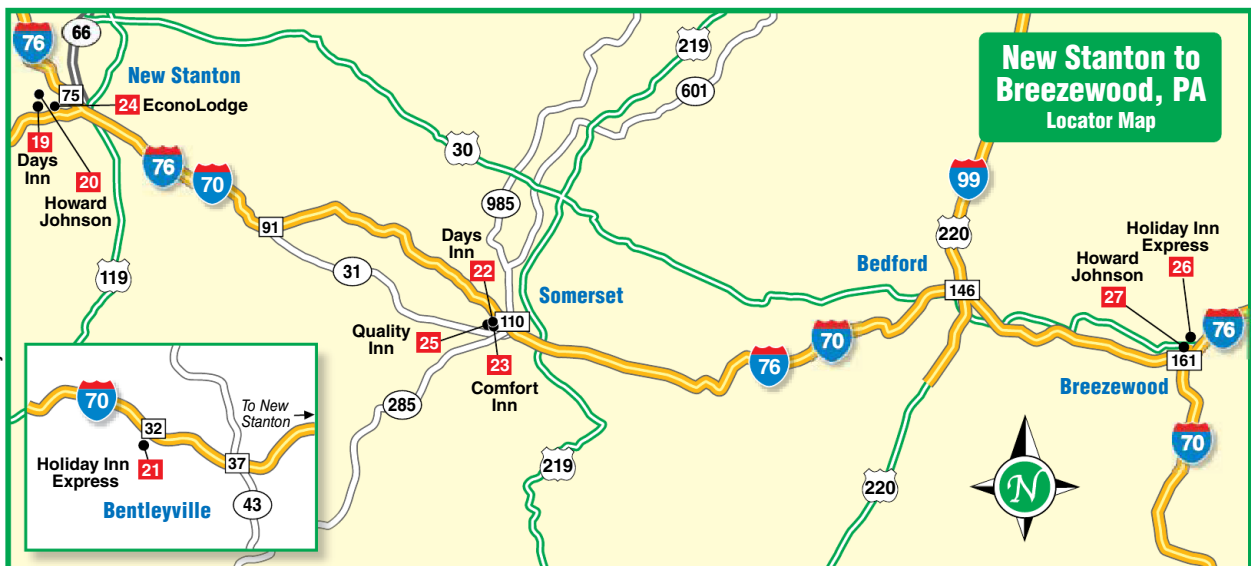 New Stanton to
Breezewood, PA
Locator Map
76
66
New Stanton
75
24 EconoLodge
19
Days
Inn
20
Howard
Johnson
76
70
119
91
31
30
219
601
985
Days
Inn
22
110
Somerset
Quality
Inn
25
23
Comfort
Inn
285
219
76
70
Bedford
99
220
146
220
Holiday Inn
Express
26
Howard
Johnson
27
76
161
Breezewood
70
N
70
To New
Stanton
32
Holiday Inn
Express
21
37
43
Bentleyville